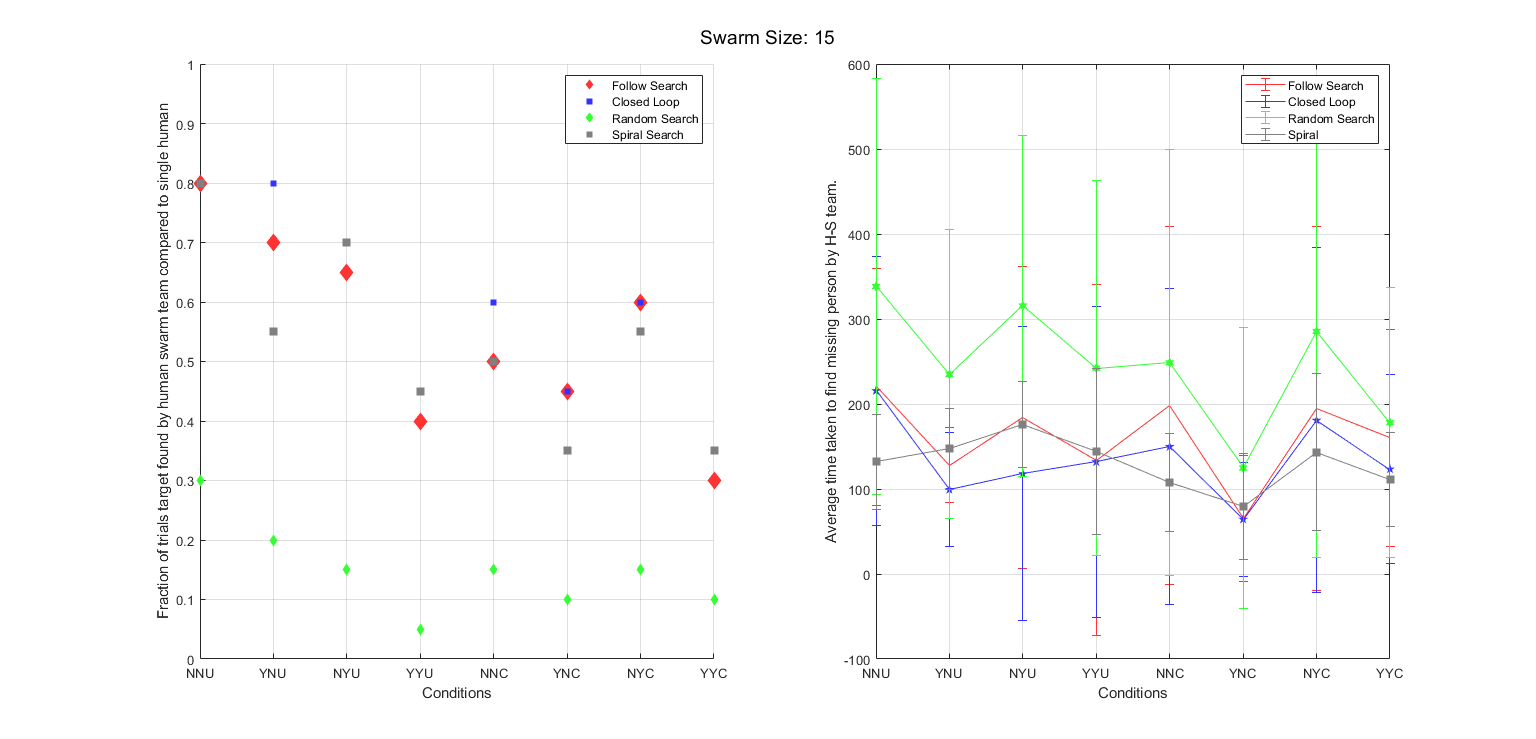 Swarm Size: 15
Fraction of trials target found by human swarm team compared to single human
1
0.9
0.8
0.7
0.6
0.5
0.4
0.3
0.2
0.1
0
Follow Search
Closed Loop
Random Search
Spiral Search
NNU YNU NYU YYU NNC YNC NYC YYC
Conditions
Average time taken to find missing person by H-S team.
600
500
400
300
200
100
0
-100
Follow Search
Closed Loop
Random Search
Spiral
NNU YNU NYU YYU NNC YNC NYC YYC
Conditions